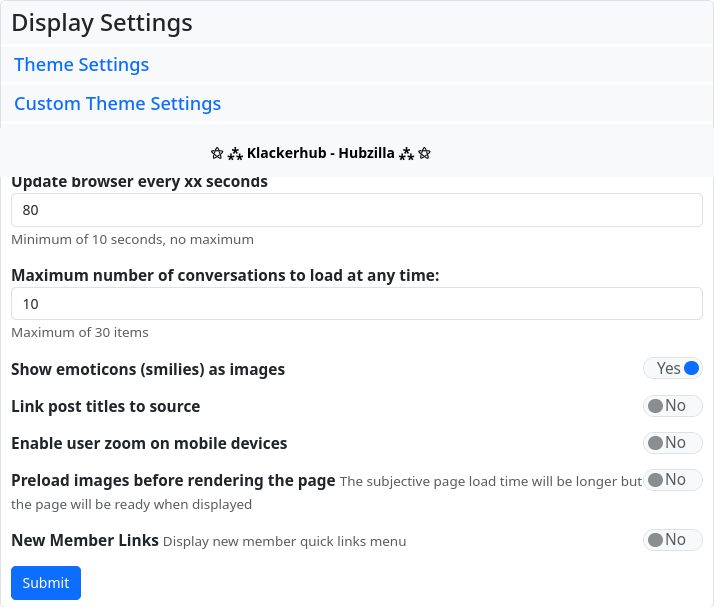 Display Settings
Theme Settings
Custom Theme Settings
⚝ ⁂ Klackerhub - Hubzilla ⁂ ⚝
Update browser every xx seconds
80
Minimum of 10 seconds, no maximum
Maximum number of conversations to load at any time:
10
Maximum of 30 items
Show emoticons (smilies) as images Yes
Link post titles to source No
Enable user zoom on mobile devices No
Preload images before rendering the page The subjective page load time will be longer but No
the page will be ready when displayed
New Member Links Display new member quick links menu No
Submit